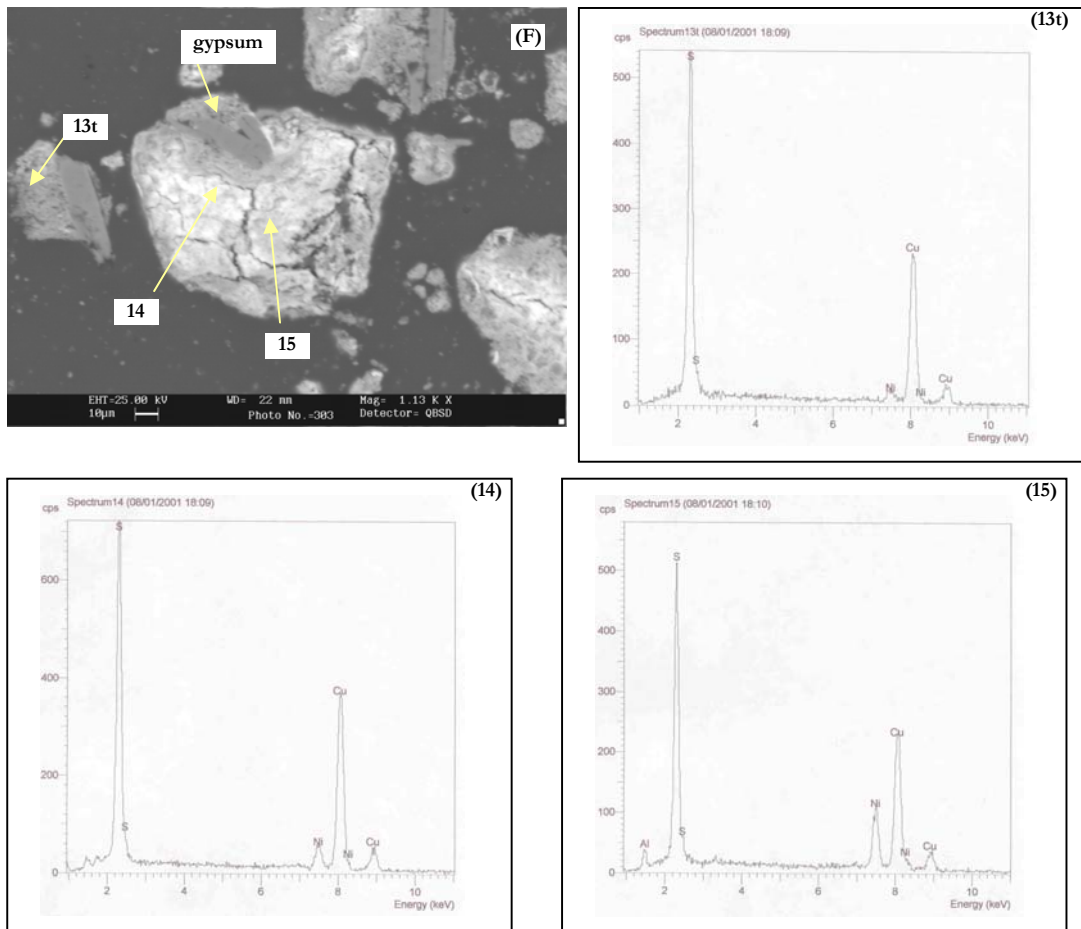 gypsum
(F)
13t
14
15
EHT=25.00 kV WD= 22 mm Mag= 1.13 K X
10µm Photo No.=303 Detector= QBSD
(13t)
Spectrum13t (08/01/2001 18:09)
cps
S
500
400
300
Cu
200
100
S
Ni
Ni
Cu
0
2 4 6 8 10
Energy (keV)
(14)
Spectrum14 (08/01/2001 18:09)
cps
S
600
400
Cu
200
S
Ni
Ni
Cu
0
2 4 6 8 10
Energy (keV)
(15)
Spectrum15 (08/01/2001 18:10)
cps
S
500
400
300
Cu
200
Ni
100
Al
S
Ni
Cu
0
2 4 6 8 10
Energy (keV)